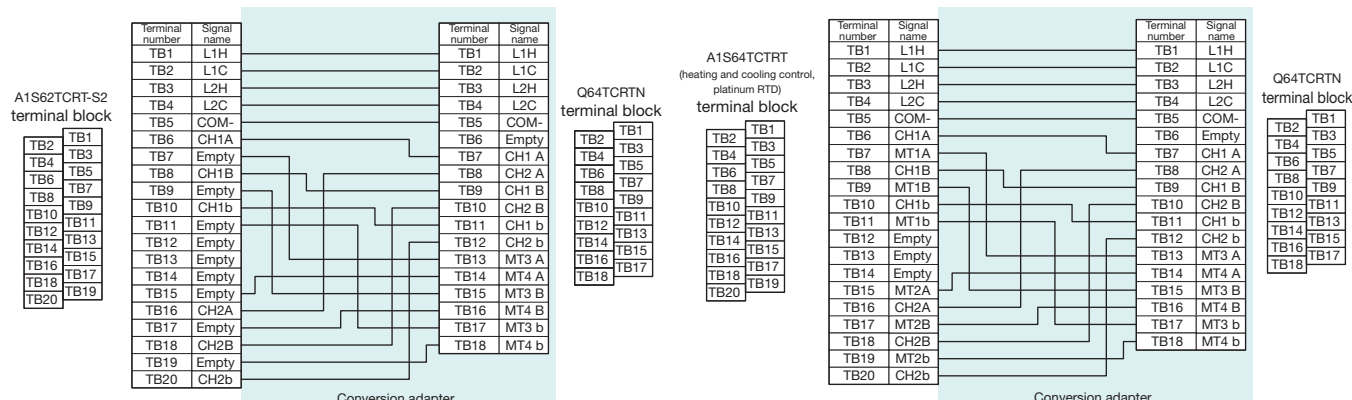 A1S62TCRT-S2
terminal block
TB2 TB1
TB4 TB3
TB6 TB5
TB8 TB7
TB10 TB9
TB12 TB11
TB14 TB13
TB16 TB15
TB18 TB17
TB20 TB19
Terminal number Signal name
TB1 L1H
TB2 L1C
TB3 L2H
TB4 L2C
TB5 COM-
TB6 CH1A
TB7 Empty
TB8 CH1B
TB9 Empty
TB10 CH1b
TB11 Empty
TB12 Empty
TB13 Empty
TB14 Empty
TB15 Empty
TB16 CH2A
TB17 Empty
TB18 CH2B
TB19 Empty
TB20 CH2b
Terminal number Signal name
TB1 L1H
TB2 L1C
TB3 L2H
TB4 L2C
TB5 COM-
TB6 Empty
TB7 CH1 A
TB8 CH2 A
TB9 CH1 B
TB10 CH2 B
TB11 CH1 b
TB12 CH2 b
TB13 MT3 A
TB14 MT4 A
TB15 MT3 B
TB16 MT4 B
TB17 MT3 b
TB18 MT4 b
Conversion adapter
Q64TCRTN
terminal block
TB2 TB1
TB4 TB3
TB6 TB5
TB8 TB7
TB10 TB9
TB12 TB11
TB14 TB13
TB16 TB15
TB18 TB17
A1S64TCTRT
(heating and cooling control,
platinum RTD)
terminal block
TB2 TB1
TB4 TB3
TB6 TB5
TB8 TB7
TB10 TB9
TB12 TB11
TB14 TB13
TB16 TB15
TB18 TB17
TB20 TB19
Terminal number Signal name
TB1 L1H
TB2 L1C
TB3 L2H
TB4 L2C
TB5 COM-
TB6 CH1A
TB7 MT1A
TB8 CH1B
TB9 MT1B
TB10 CH1b
TB11 MT1b
TB12 Empty
TB13 Empty
TB14 Empty
TB15 MT2A
TB16 CH2A
TB17 MT2B
TB18 CH2B
TB19 MT2b
TB20 CH2b
Terminal number Signal name
TB1 L1H
TB2 L1C
TB3 L2H
TB4 L2C
TB5 COM-
TB6 Empty
TB7 CH1 A
TB8 CH2 A
TB9 CH1 B
TB10 CH2 B
TB11 CH1 b
TB12 CH2 b
TB13 MT3 A
TB14 MT4 A
TB15 MT3 B
TB16 MT4 B
TB17 MT3 b
TB18 MT4 b
Conversion adapter
Q64TCRTN
terminal block
TB2 TB1
TB4 TB3
TB6 TB5
TB8 TB7
TB10 TB9
TB12 TB11
TB14 TB13
TB16 TB15
TB18 TB17